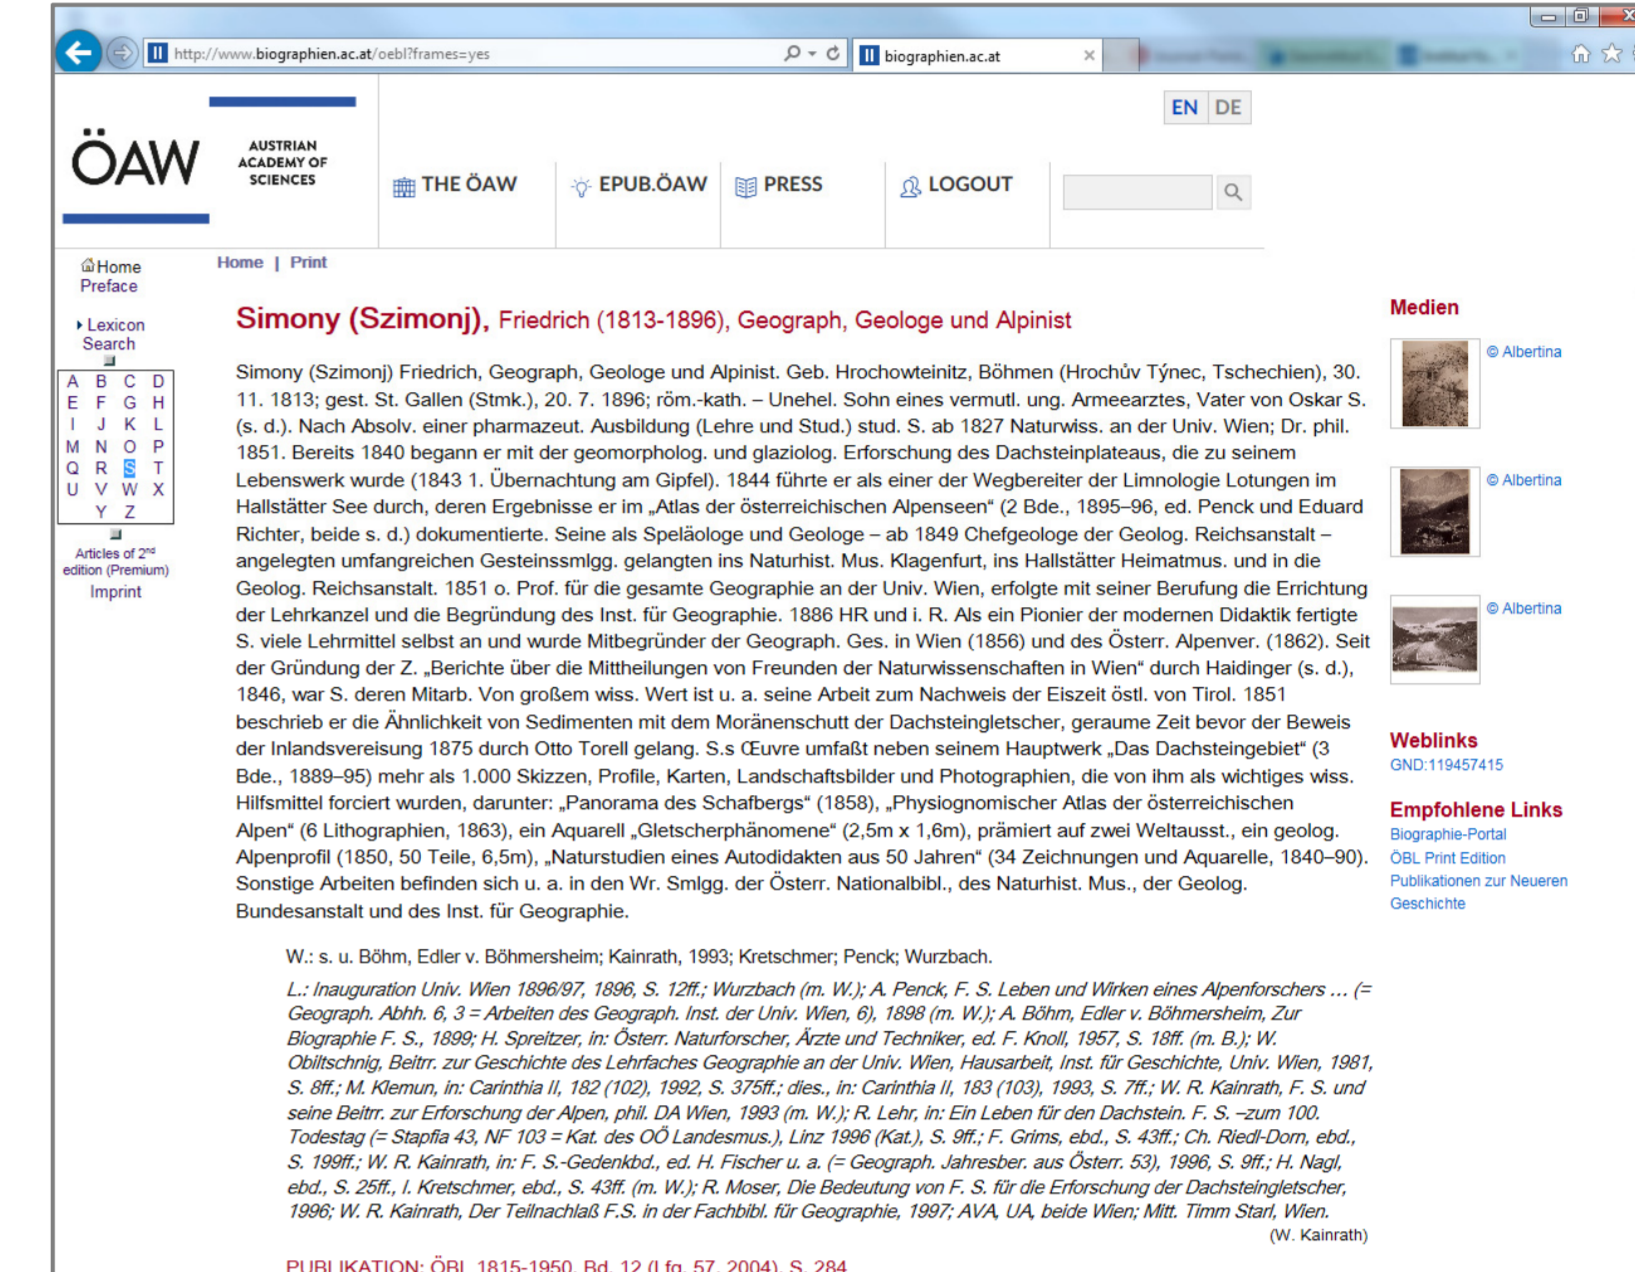 http://www.biographien.ac.at/oebl?frames=yes
biographien.ac.at
EN DE
ÖAW
AUSTRIAN
ACADEMY OF
SCIENCES
THE ÖAW
EPUB.ÖAW
PRESS
LOGOUT
Home
Preface
Lexicon
Search
A B C D
E F G H
I J K L
M N O P
Q R S T
U V W X
Y Z
Articles of 2nd
edition (Premium)
Imprint
Home | Print
Simony (Szimonj), Friedrich (1813-1896), Geograph, Geologe und Alpinist
Simony (Szimonj) Friedrich, Geograph, Geologe und Alpinist. Geb. Hrochowteinitz, Böhmen (Hrochův Týnec, Tschechien), 30.
11. 1813; gest. St. Gallen (Stmk.), 20. 7. 1896; röm.-kath. – Unehel. Sohn eines vermutl. ung. Armeearztes, Vater von Oskar S.
(s. d.). Nach Absolv. einer pharmazeut. Ausbildung (Lehre und Stud.) stud. S. ab 1827 Naturwiss. an der Univ. Wien; Dr. phil.
1851. Bereits 1840 begann er mit der geomorpholog. und glaziolog. Erforschung des Dachsteinplateaus, die zu seinem
Lebenswerk wurde (1843 1. Übernachtung am Gipfel). 1844 führte er als einer der Wegbereiter der Limnologie Lotungen im
Hallstätter See durch, deren Ergebnisse er im „Atlas der österreichischen Alpenseen“ (2 Bde., 1895–96, ed. Penck und Eduard
Richter, beide s. d.) dokumentierte. Seine als Speläologe und Geologe – ab 1849 Chefgeologe der Geolog. Reichsanstalt –
angelegten umfangreichen Gesteinssmlgg. gelangten ins Naturhist. Mus. Klagenfurt, ins Hallstätter Heimatmus. und in die
Geolog. Reichsanstalt. 1851 o. Prof. für die gesamte Geographie an der Univ. Wien, erfolgte mit seiner Berufung die Errichtung
der Lehrkanzel und die Begründung des Inst. für Geographie. 1886 HR und i. R. Als ein Pionier der modernen Didaktik fertigte
S. viele Lehrmittel selbst an und wurde Mitbegründer der Geograph. Ges. in Wien (1856) und des Österr. Alpenver. (1862). Seit
der Gründung der Z. „Berichte über die Mittheilungen von Freunden der Naturwissenschaften in Wien“ durch Haidinger (s. d.),
1846, war S. deren Mitarb. Von großem wiss. Wert ist u. a. seine Arbeit zum Nachweis der Eiszeit östl. von Tirol. 1851
beschrieb er die Ähnlichkeit von Sedimenten mit dem Moränenschutt der Dachsteingletscher, geraume Zeit bevor der Beweis
der Inlandsvereisung 1875 durch Otto Torell gelang. S.s Œuvre umfaßt neben seinem Hauptwerk „Das Dachsteingebiet“ (3
Bde., 1889–95) mehr als 1.000 Skizzen, Profile, Karten, Landschaftsbilder und Photographien, die von ihm als wichtiges wiss.
Hilfsmittel forciert wurden, darunter: „Panorama des Schafbergs“ (1858), „Physiognomischer Atlas der österreichischen
Alpen“ (6 Lithographien, 1863), ein Aquarell „Gletscherphänomene“ (2,5m x 1,6m), prämiert auf zwei Weltausst., ein geolog.
Alpenprofil (1850, 50 Teile, 6,5m), „Naturstudien eines Autodidakten aus 50 Jahren“ (34 Zeichnungen und Aquarelle, 1840–90).
Sonstige Arbeiten befinden sich u. a. in den Wr. Smlgg. der Österr. Nationalbibl., des Naturhist. Mus., der Geolog.
Bundesanstalt und des Inst. für Geographie.
W.: s. u. Böhm, Edler v. Böhmersheim; Kainrath, 1993; Kretschmer; Penck; Wurzbach.
L.: Inauguration Univ. Wien 1896/97, 1896, S. 12ff.; Wurzbach (m. W.); A. Penck, F. S. Leben und Wirken eines Alpenforschers … (=
Geograph. Abhh. 6, 3 = Arbeiten des Geograph. Inst. der Univ. Wien, 6), 1898 (m. W.); A. Böhm, Edler v. Böhmersheim, Zur
Biographie F. S., 1899; H. Spreitzer, in: Österr. Naturforscher, Ärzte und Techniker, ed. F. Knoll, 1957, S. 18ff. (m. B.); W.
Obiltschnig, Beitrr. zur Geschichte des Lehrfaches Geographie an der Univ. Wien, Hausarbeit, Inst. für Geschichte, Univ. Wien, 1981,
S. 8ff.; M. Klemun, in: Carinthia II, 182 (102), 1992, S. 375ff.; dies., in: Carinthia II, 183 (103), 1993, S. 7ff.; W. R. Kainrath, F. S. und
seine Beitrr. zur Erforschung der Alpen, phil. DA Wien, 1993 (m. W.); R. Lehr, in: Ein Leben für den Dachstein. F. S. –zum 100.
Todestag (= Stapfia 43, NF 103 = Kat. des OÖ Landesmus.), Linz 1996 (Kat.), S. 9ff.; F. Grims, ebd., S. 43ff.; Ch. Riedl-Dorn, ebd.,
S. 199ff.; W. R. Kainrath, in: F. S.-Gedenkbd., ed. H. Fischer u. a. (= Geograph. Jahresber. aus Österr. 53), 1996, S. 9ff.; H. Nagl,
ebd., S. 25ff., I. Kretschmer, ebd., S. 43ff. (m. W.); R. Moser, Die Bedeutung von F. S. für die Erforschung der Dachsteingletscher,
1996; W. R. Kainrath, Der Teilnachlaß F.S. in der Fachbibl. für Geographie, 1997; AVA, UA, beide Wien; Mitt. Timm Starl, Wien.
(W. Kainrath)
PUBLIKATION: ÖBL 1815-1950, Bd. 12 (Lfg. 57, 2004), S. 284
Medien
© Albertina
© Albertina
© Albertina
Weblinks
GND:119457415
Empfohlene Links
Biographie-Portal
ÖBL Print Edition
Publikationen zur Neueren
Geschichte